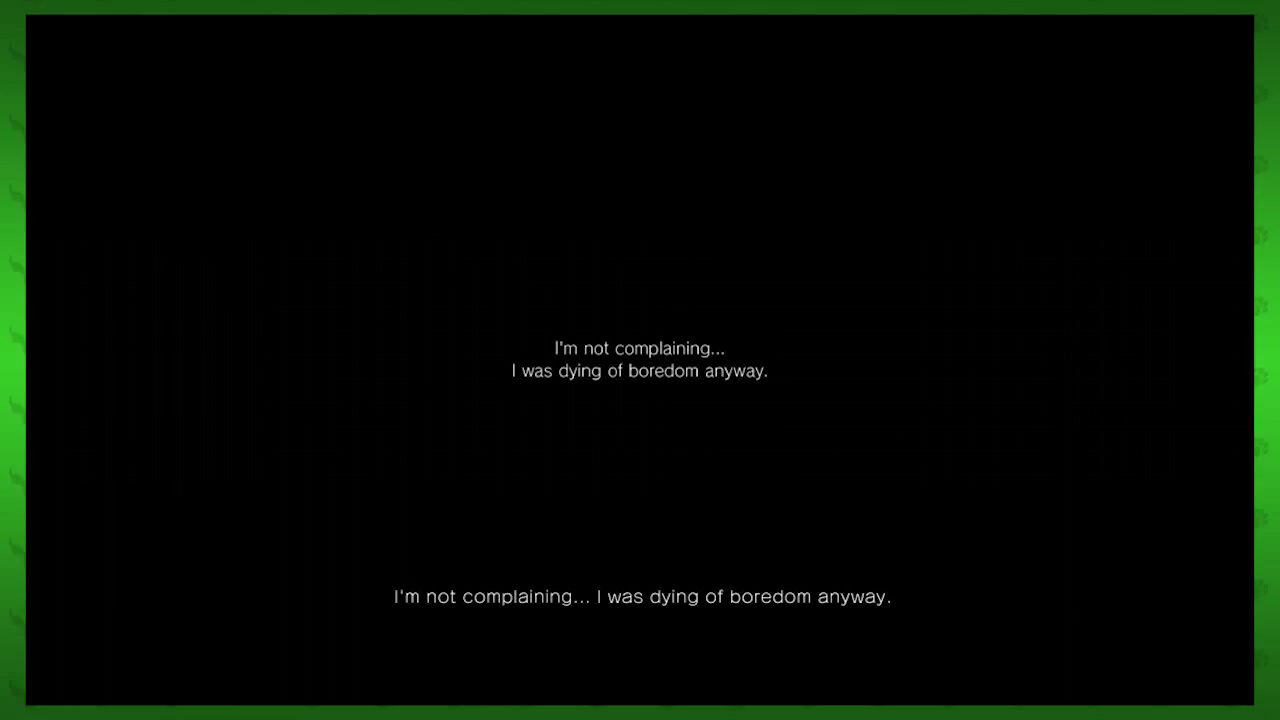 I'm not complaining...
I was dying of boredom anyway.
I'm not complaining... I was dying of boredom anyway.